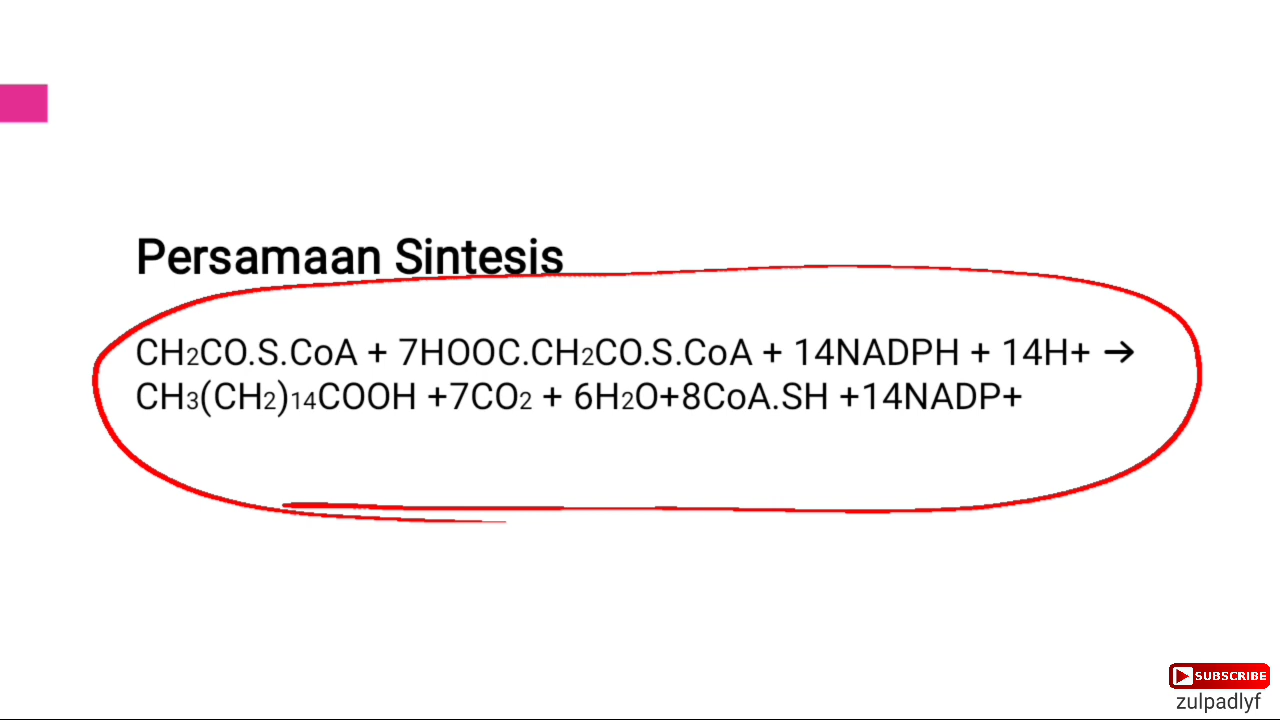 Persamaan Sintesis
CH₂CO.S.CoA + 7HOOC.CH₂CO.S.CoA + 14NADPH + 14H+ →
CH₃(CH₂)₁₄COOH +7CO₂ + 6H₂O+8CoA.SH +14NADP+
SUBSCRIBE
zulpadlyf